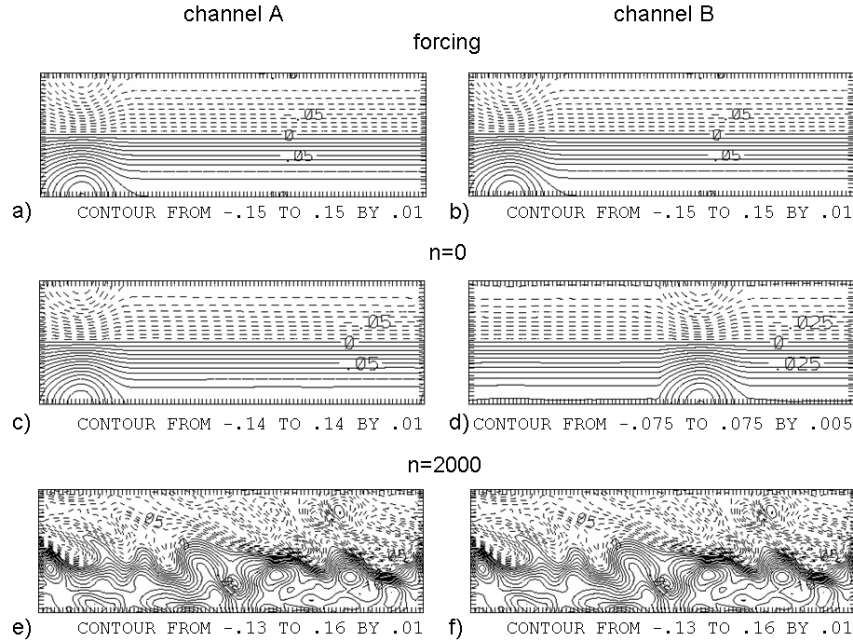 channel A channel B
forcing
-.05 -.05
0 0
.05 .05
a) CONTOUR FROM -.15 TO .15 BY .01 b) CONTOUR FROM -.15 TO .15 BY .01
n=0
-.05 -.025
0 0
.05 .025
c) CONTOUR FROM -.14 TO .14 BY .01 d) CONTOUR FROM -.075 TO .075 BY .005
n=2000
-.05 -.05
e) CONTOUR FROM -.13 TO .16 BY .01 f) CONTOUR FROM -.13 TO .16 BY .01